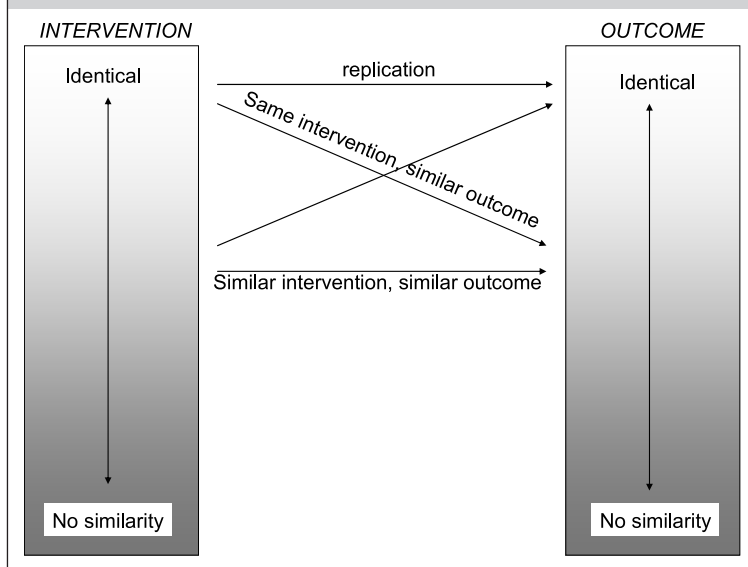 INTERVENTION
OUTCOME
Identical
replication
Identical
Same intervention, similar outcome
Similar intervention, similar outcome
No similarity
No similarity